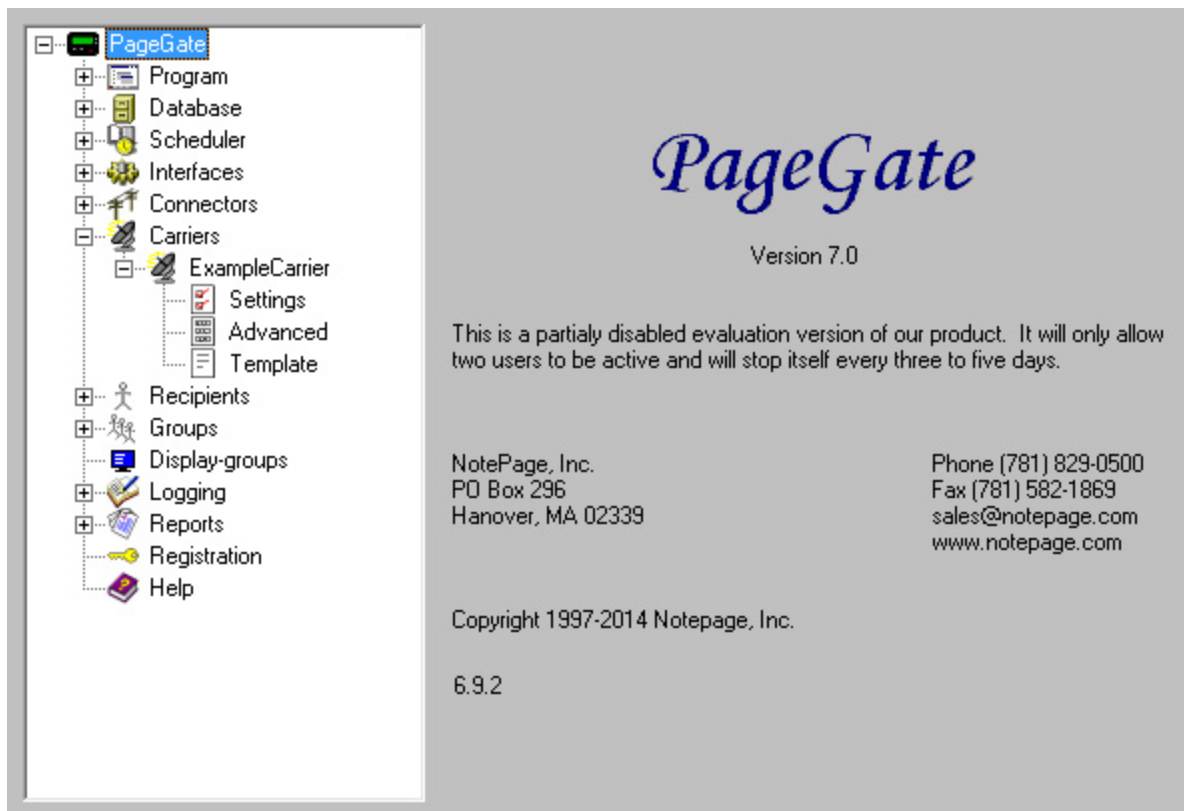 PageGate
Program
Database
Scheduler
Interfaces
Connectors
Carriers
ExampleCarrier
Settings
Advanced
Template
Recipients
Groups
Display-groups
Logging
Reports
Registration
Help
PageGate
Version 7.0
This is a partialy disabled evaluation version of our product. It will only allow
two users to be active and will stop itself every three to five days.
NotePage, Inc.
PO Box 296
Hanover, MA 02339
Phone (781) 829-0500
Fax (781) 582-1869
sales@notepage.com
www.notepage.com
Copyright 1997-2014 Notepage, Inc.
6.9.2